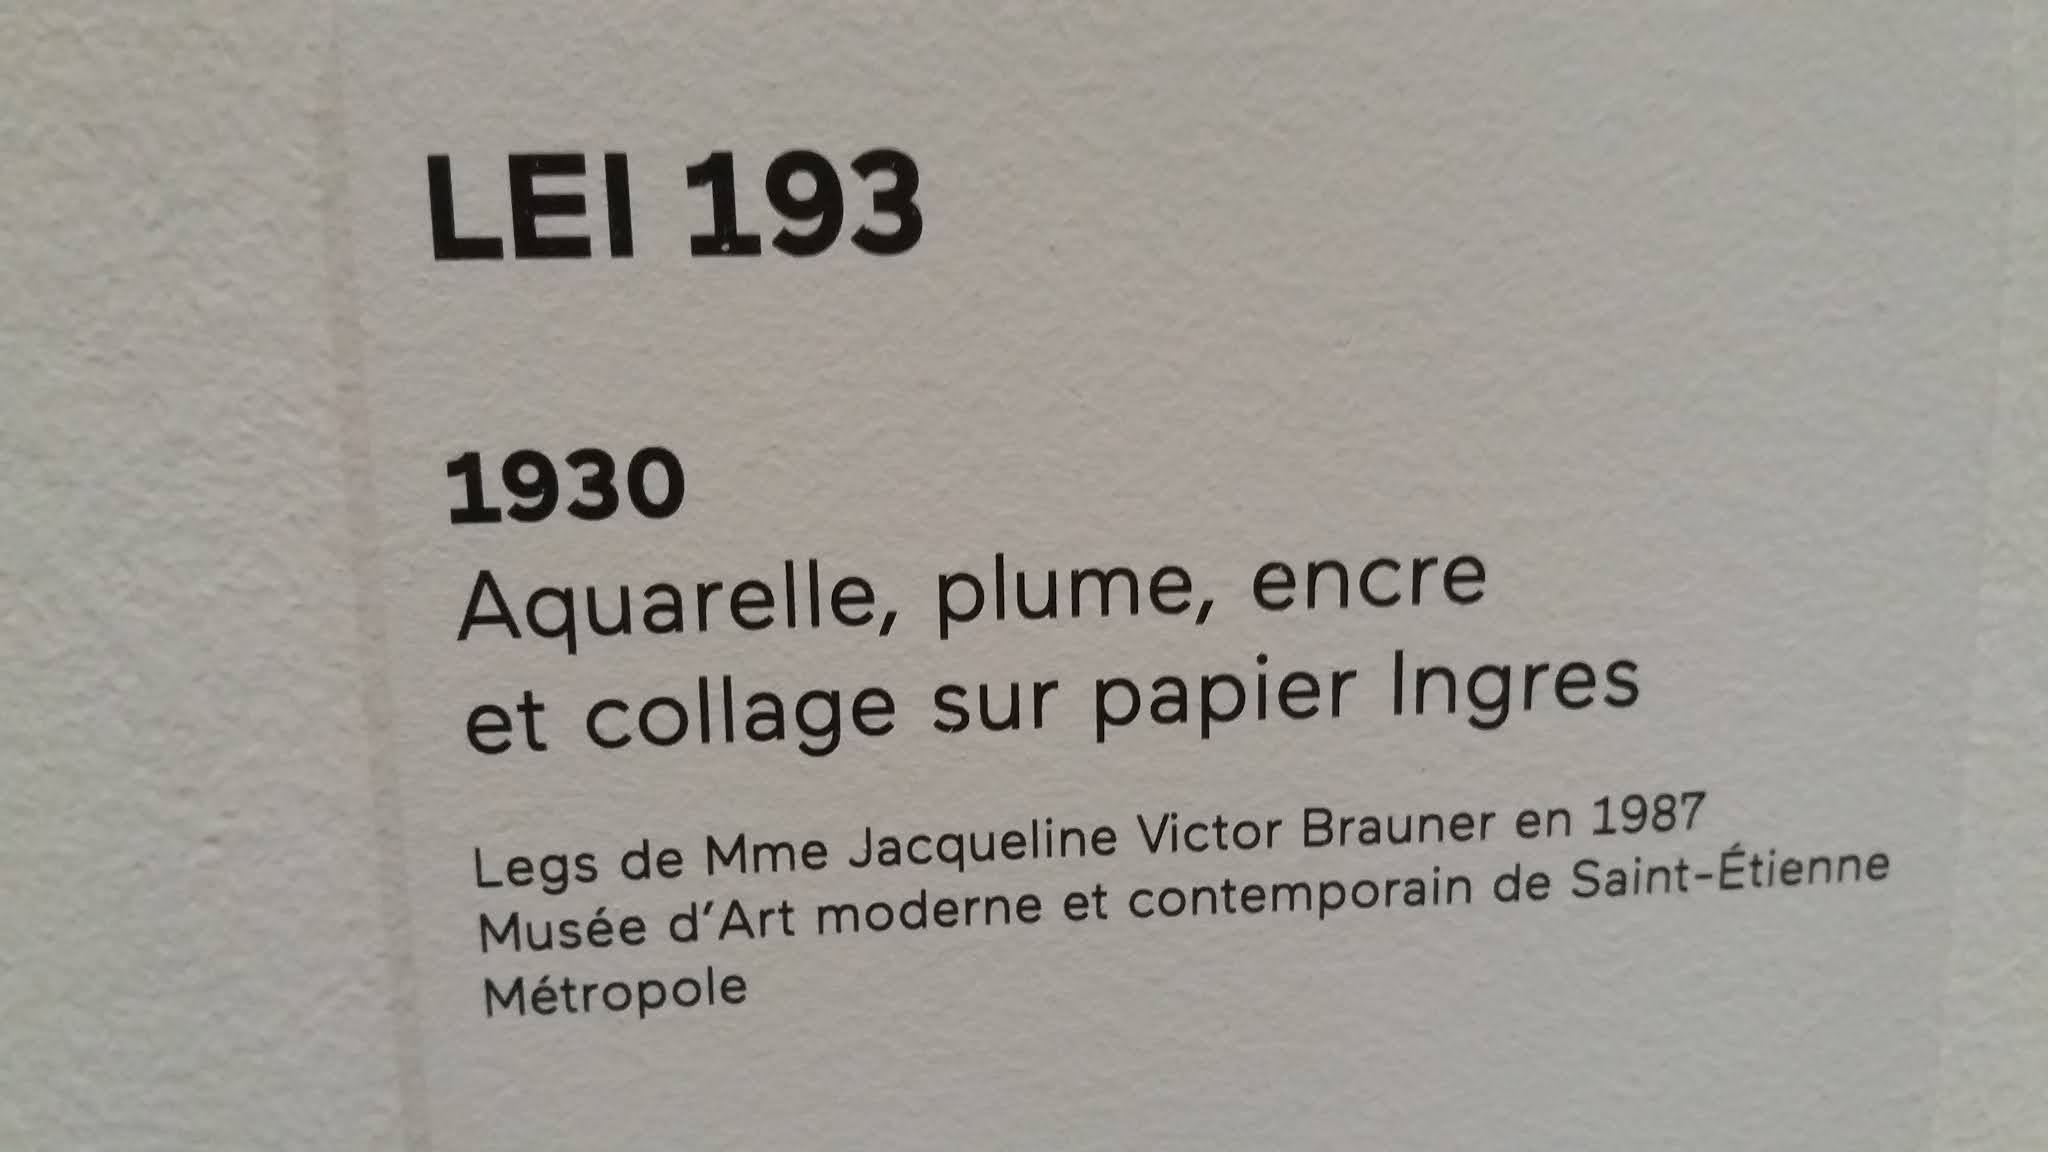 LEI 193
1930
Aquarelle, plume, encre
et collage sur papier Ingres
Legs de Mme Jacqueline Victor Brauner en 1987
Musée d’Art moderne et contemporain de Saint-Étienne
Métropole